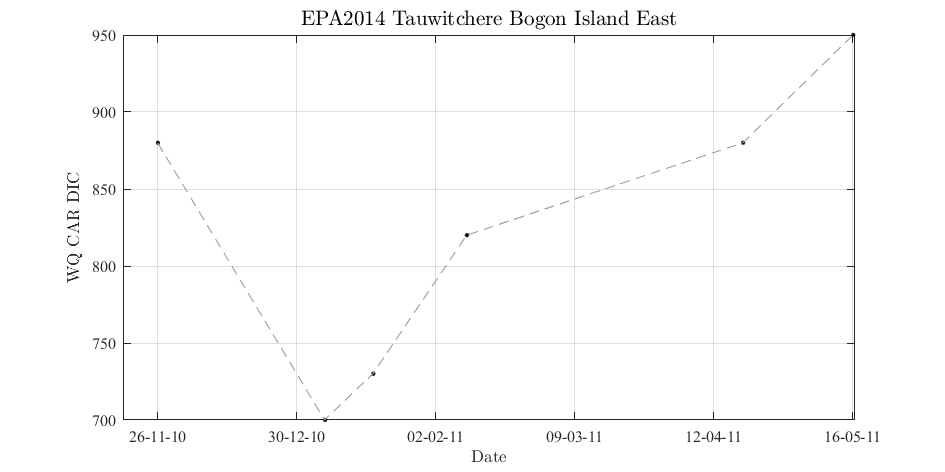 EPA2014 Tauwitchere Bogon Island East
950
900
850
800
750
700
WQ CAR DIC
26-11-10 30-12-10 02-02-11 09-03-11 12-04-11 16-05-11
Date